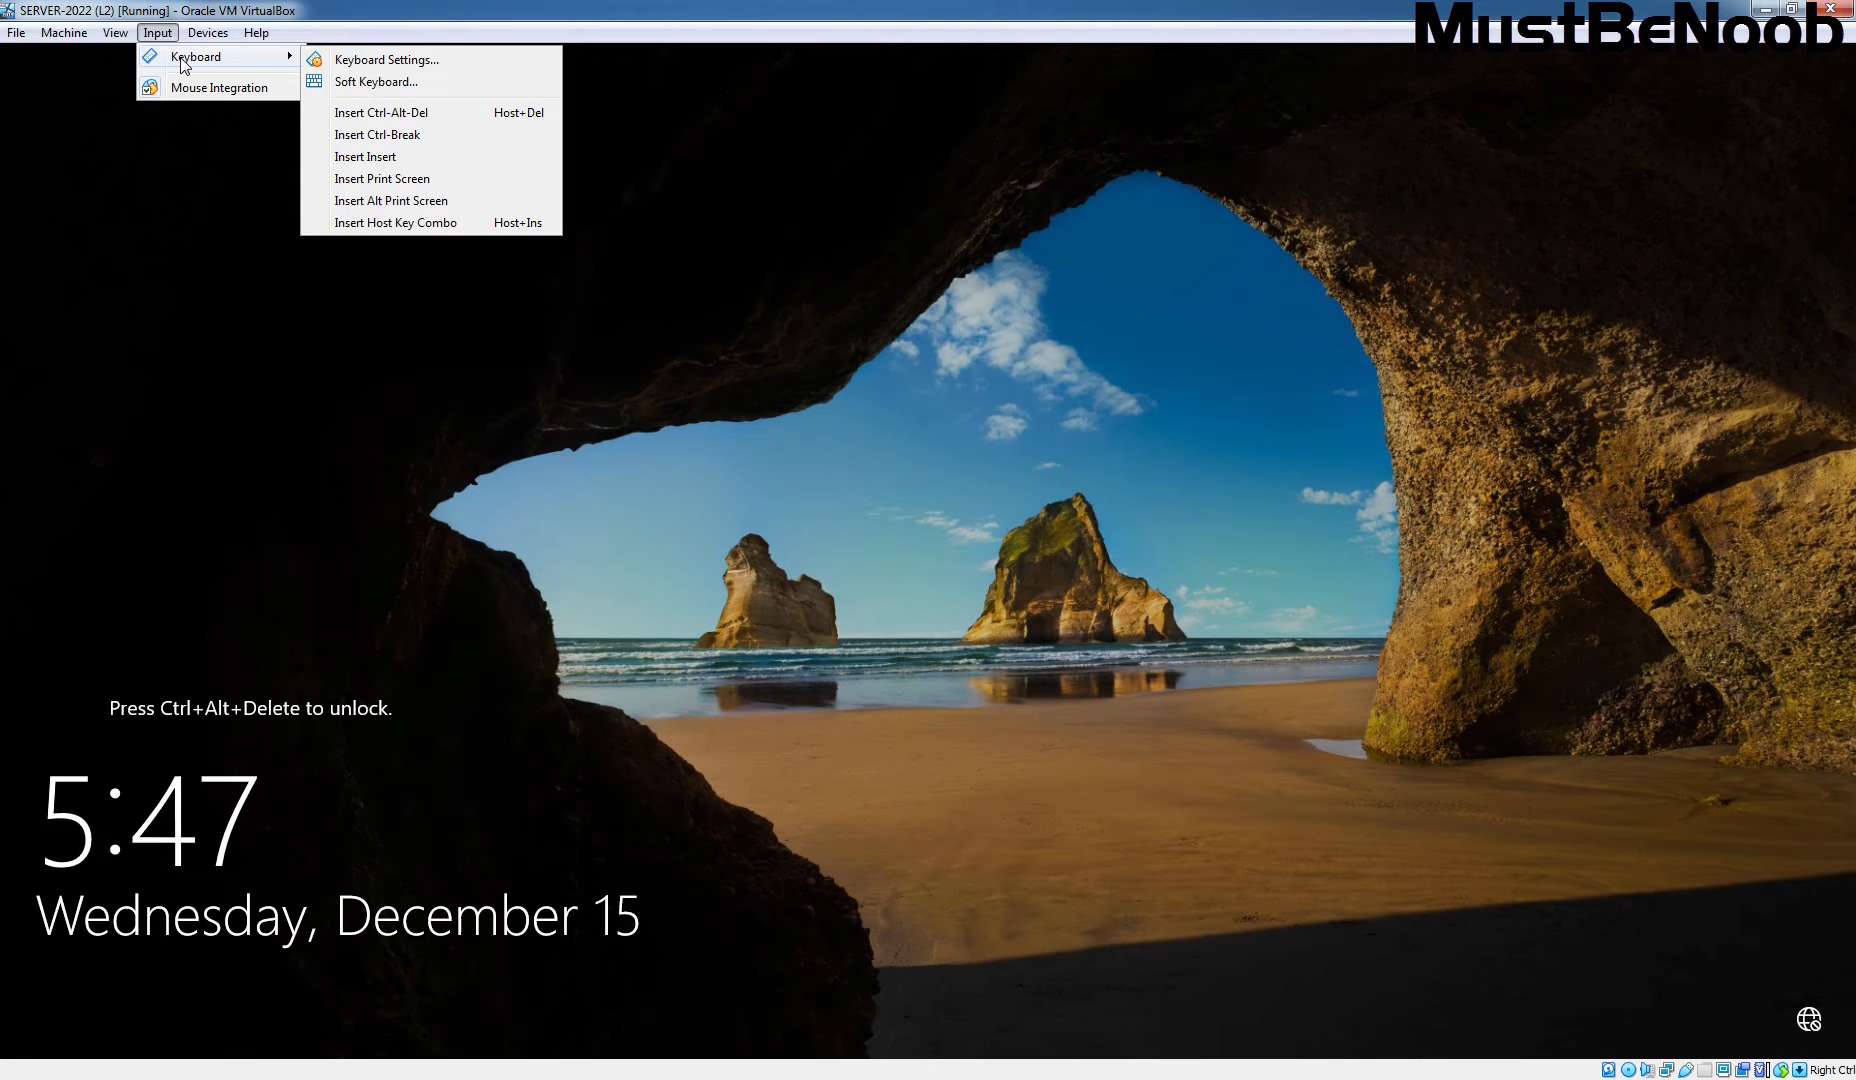 SERVER-2022 (L2) [Running] - Oracle VM VirtualBox
MustBeNoob
File Machine View Input Devices Help
Keyboard
Mouse Integration
Keyboard Settings...
Soft Keyboard...
Insert Ctrl-Alt-Del Host+Del
Insert Ctrl-Break
Insert Insert
Insert Print Screen
Insert Alt Print Screen
Insert Host Key Combo Host+Ins
Press Ctrl+Alt+Delete to unlock.
5:47
Wednesday, December 15
Right Ctrl